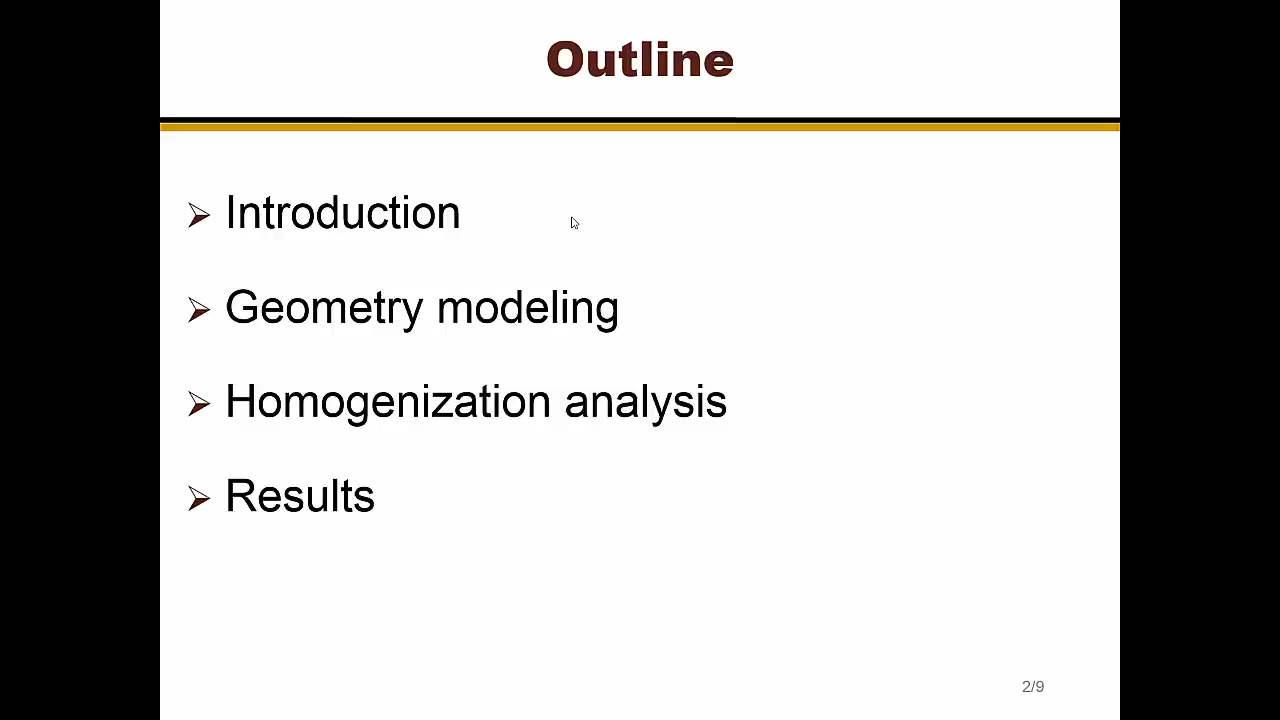 Outline
Introduction
Geometry modeling
Homogenization analysis
Results
2/9